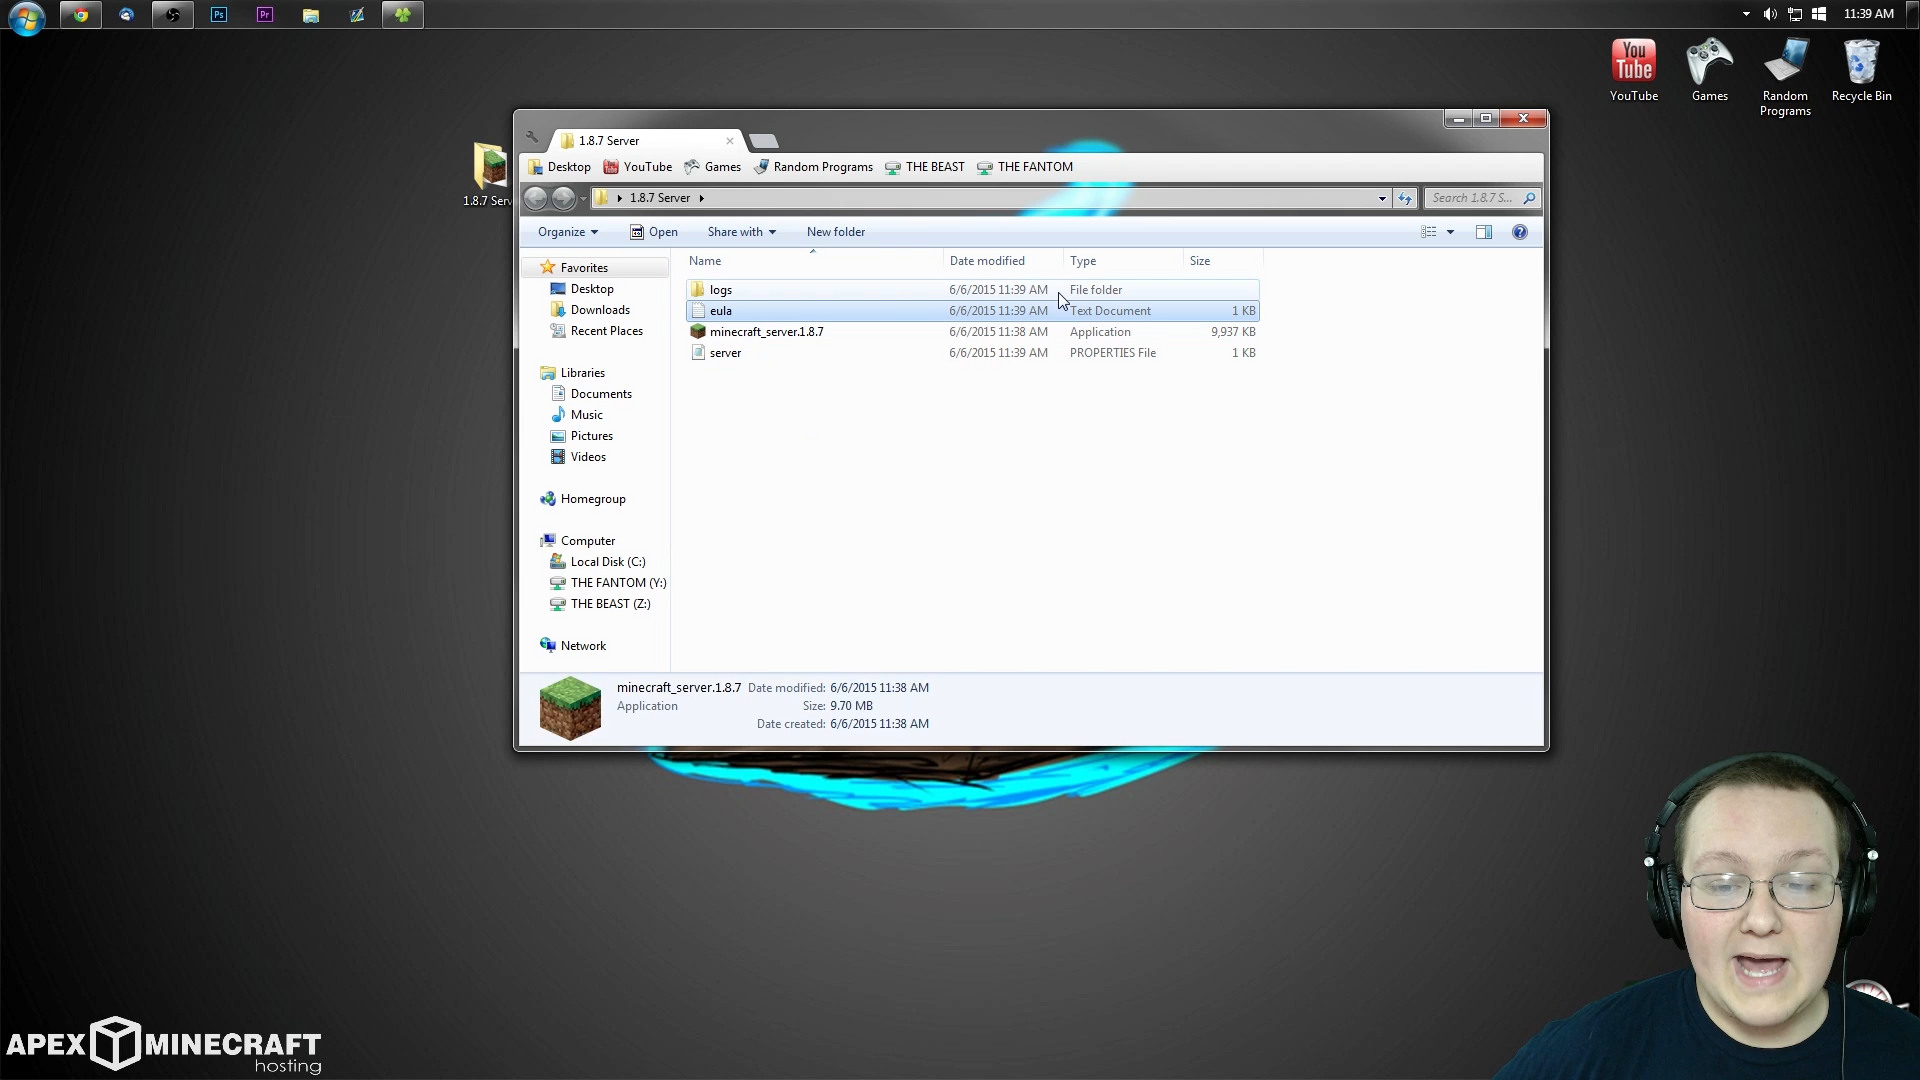 11:39 AM
YouTube
Games
Random Programs
Recycle Bin
1.8.7 Serv
1.8.7 Server
Desktop
YouTube
Games
Random Programs
THE BEAST
THE FANTOM
1.8.7 Server
Search 1.8.7 S...
Organize
Open
Share with
New folder
Name
Date modified
Type
Size
logs
6/6/2015 11:39 AM
File folder
eula
6/6/2015 11:39 AM
Text Document
1 KB
minecraft_server.1.8.7
6/6/2015 11:38 AM
Application
9,937 KB
server
6/6/2015 11:39 AM
PROPERTIES File
1 KB
Favorites
Desktop
Downloads
Recent Places
Libraries
Documents
Music
Pictures
Videos
Homegroup
Computer
Local Disk (C:)
THE FANTOM (Y:)
THE BEAST (Z:)
Network
minecraft_server.1.8.7 Date modified: 6/6/2015 11:38 AM
Application Size: 9.70 MB
Date created: 6/6/2015 11:38 AM
Ps
Pr
You Tube
APEX MINECRAFT
hosting